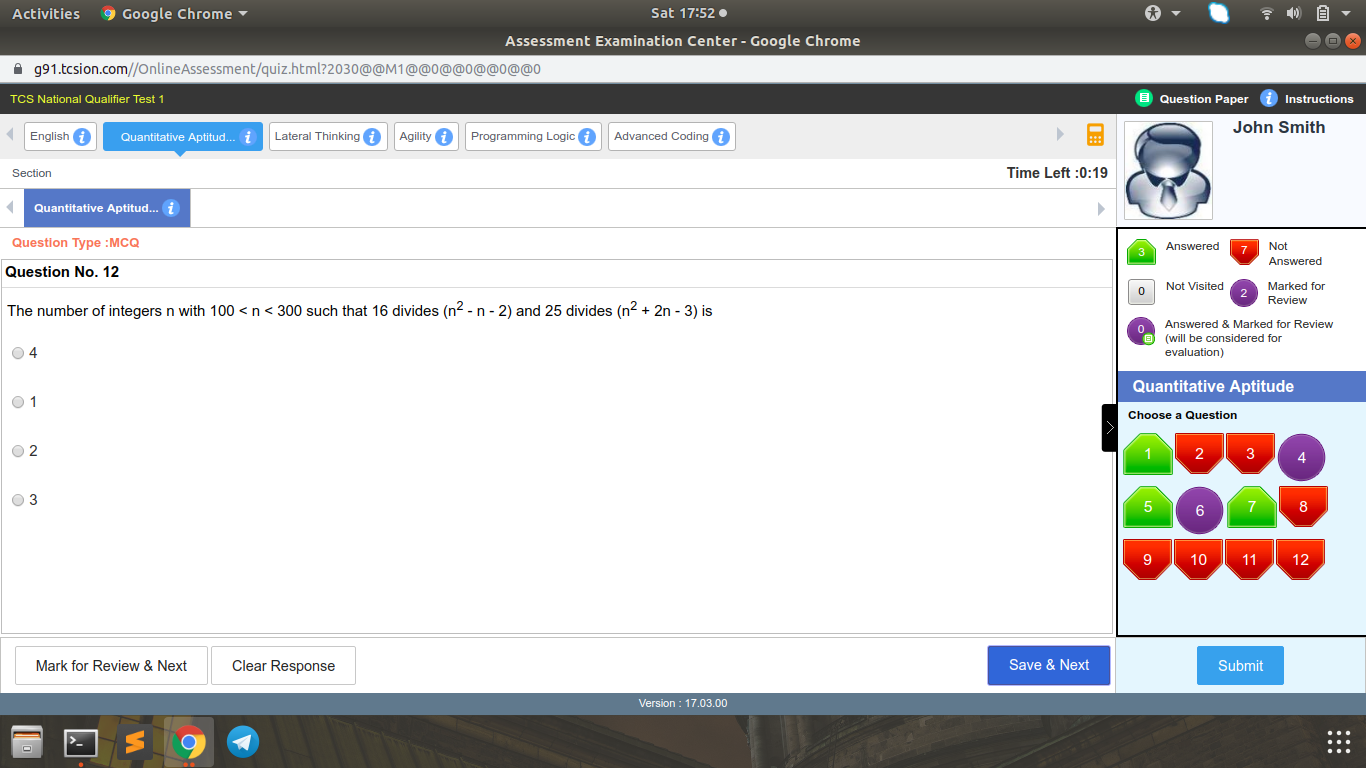 Activities Google Chrome Sat 17:52
Assessment Examination Center - Google Chrome
g91.tcsion.com//OnlineAssessment/quiz.html?2030@@M1@@0@@0@@0@@0
TCS National Qualifier Test 1 Question Paper i Instructions
English i Quantitative Aptitud... i Lateral Thinking i Agility i Programming Logic i Advanced Coding i
John Smith
Section Time Left :0:19
Quantitative Aptitud... i
Question Type :MCQ
Question No. 12
The number of integers n with 100 < n < 300 such that 16 divides (n² - n - 2) and 25 divides (n² + 2n - 3) is
4
1
2
3
3 Answered 7 Not Answered
0 Not Visited 2 Marked for Review
0 Answered & Marked for Review
(will be considered for
evaluation)
Quantitative Aptitude
Choose a Question
1 2 3 4
5 6 7 8
9 10 11 12
Mark for Review & Next Clear Response Save & Next Submit
Version : 17.03.00